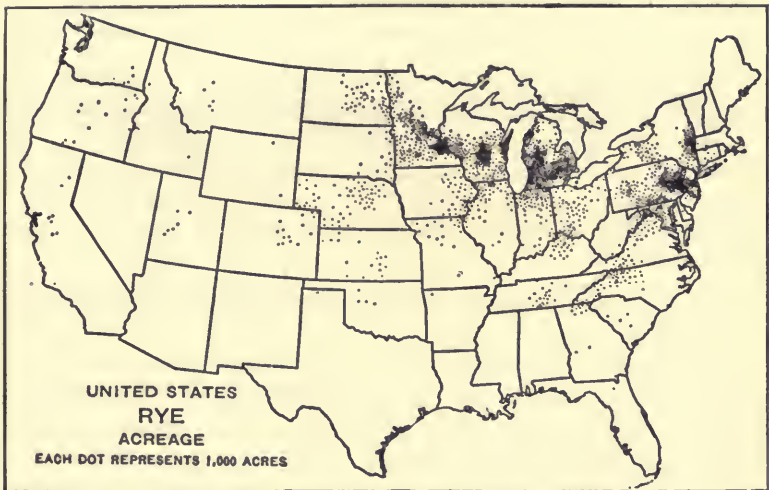 UNITED STATES
RYE
ACREAGE
EACH DOT REPRESENTS 1,000 ACRES